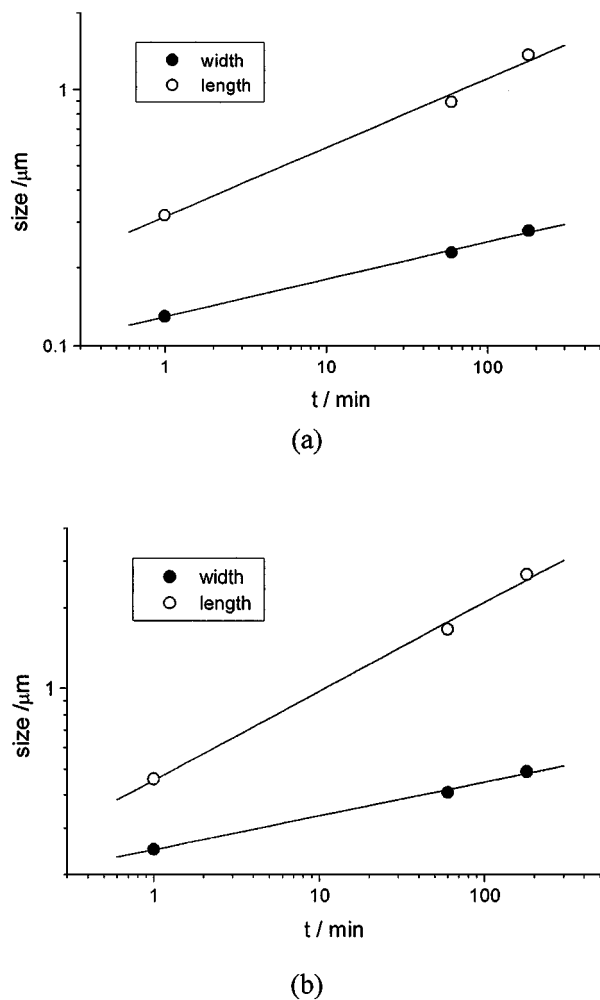 width
length
1
0.1
size /μm
1
10
100
t / min
(a)
width
length
1
size /μm
1
10
100
t / min
(b)